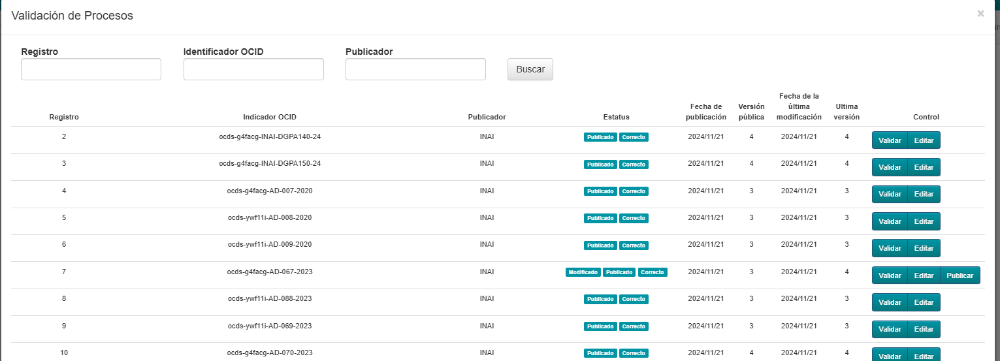 Validación de Procesos ×
Registro Identificador OCID Publicador
Buscar
Registro Indicador OCID Publicador Estatus Fecha de publicación Versión pública Fecha de la última modificación Ultima versión Control
2 ocds-g4facg-INAI-DGPA140-24 INAI Publicado Correcto 2024/11/21 4 2024/11/21 4 Validar Editar
3 ocds-g4facg-INAI-DGPA150-24 INAI Publicado Correcto 2024/11/21 4 2024/11/21 4 Validar Editar
4 ocds-g4facg-AD-007-2020 INAI Publicado Correcto 2024/11/21 3 2024/11/21 3 Validar Editar
5 ocds-ywf11i-AD-008-2020 INAI Publicado Correcto 2024/11/21 3 2024/11/21 3 Validar Editar
6 ocds-ywf11i-AD-009-2020 INAI Publicado Correcto 2024/11/21 3 2024/11/21 3 Validar Editar
7 ocds-g4facg-AD-067-2023 INAI Modificado Publicado Correcto 2024/11/21 3 2024/11/21 4 Validar Editar Publicar
8 ocds-ywf11i-AD-088-2023 INAI Publicado Correcto 2024/11/21 3 2024/11/21 3 Validar Editar
9 ocds-ywf11i-AD-069-2023 INAI Publicado Correcto 2024/11/21 3 2024/11/21 3 Validar Editar
10 ocds-g4facg-AD-070-2023 INAI Publicado Correcto 2024/11/21 4 2024/11/21 4 Validar Editar